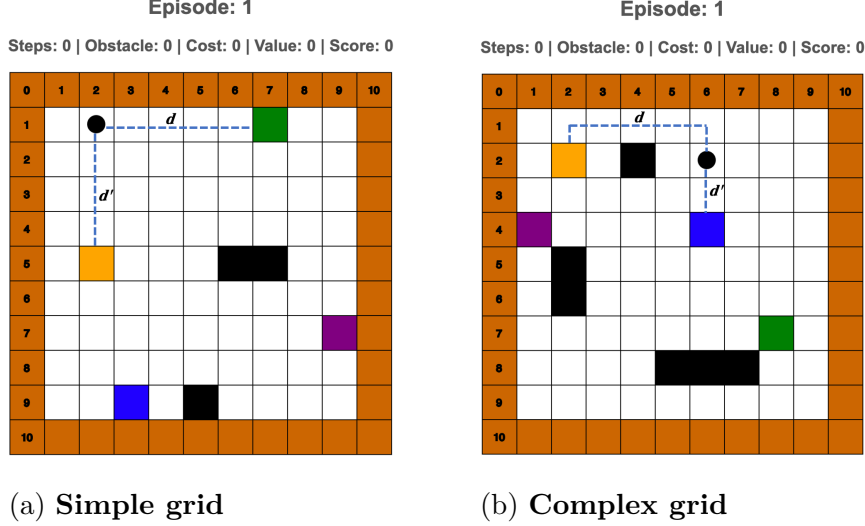 Episode: 1
Steps: 0 | Obstacle: 0 | Cost: 0 | Value: 0 | Score: 0
0 1 2 3 4 5 6 7 8 9 10
1
d
2
3
d'
4
5
6
7
8
9
10
(a) Simple grid
Episode: 1
Steps: 0 | Obstacle: 0 | Cost: 0 | Value: 0 | Score: 0
0 1 2 3 4 5 6 7 8 9 10
d
1
2
d'
3
4
5
6
7
8
9
10
(b) Complex grid